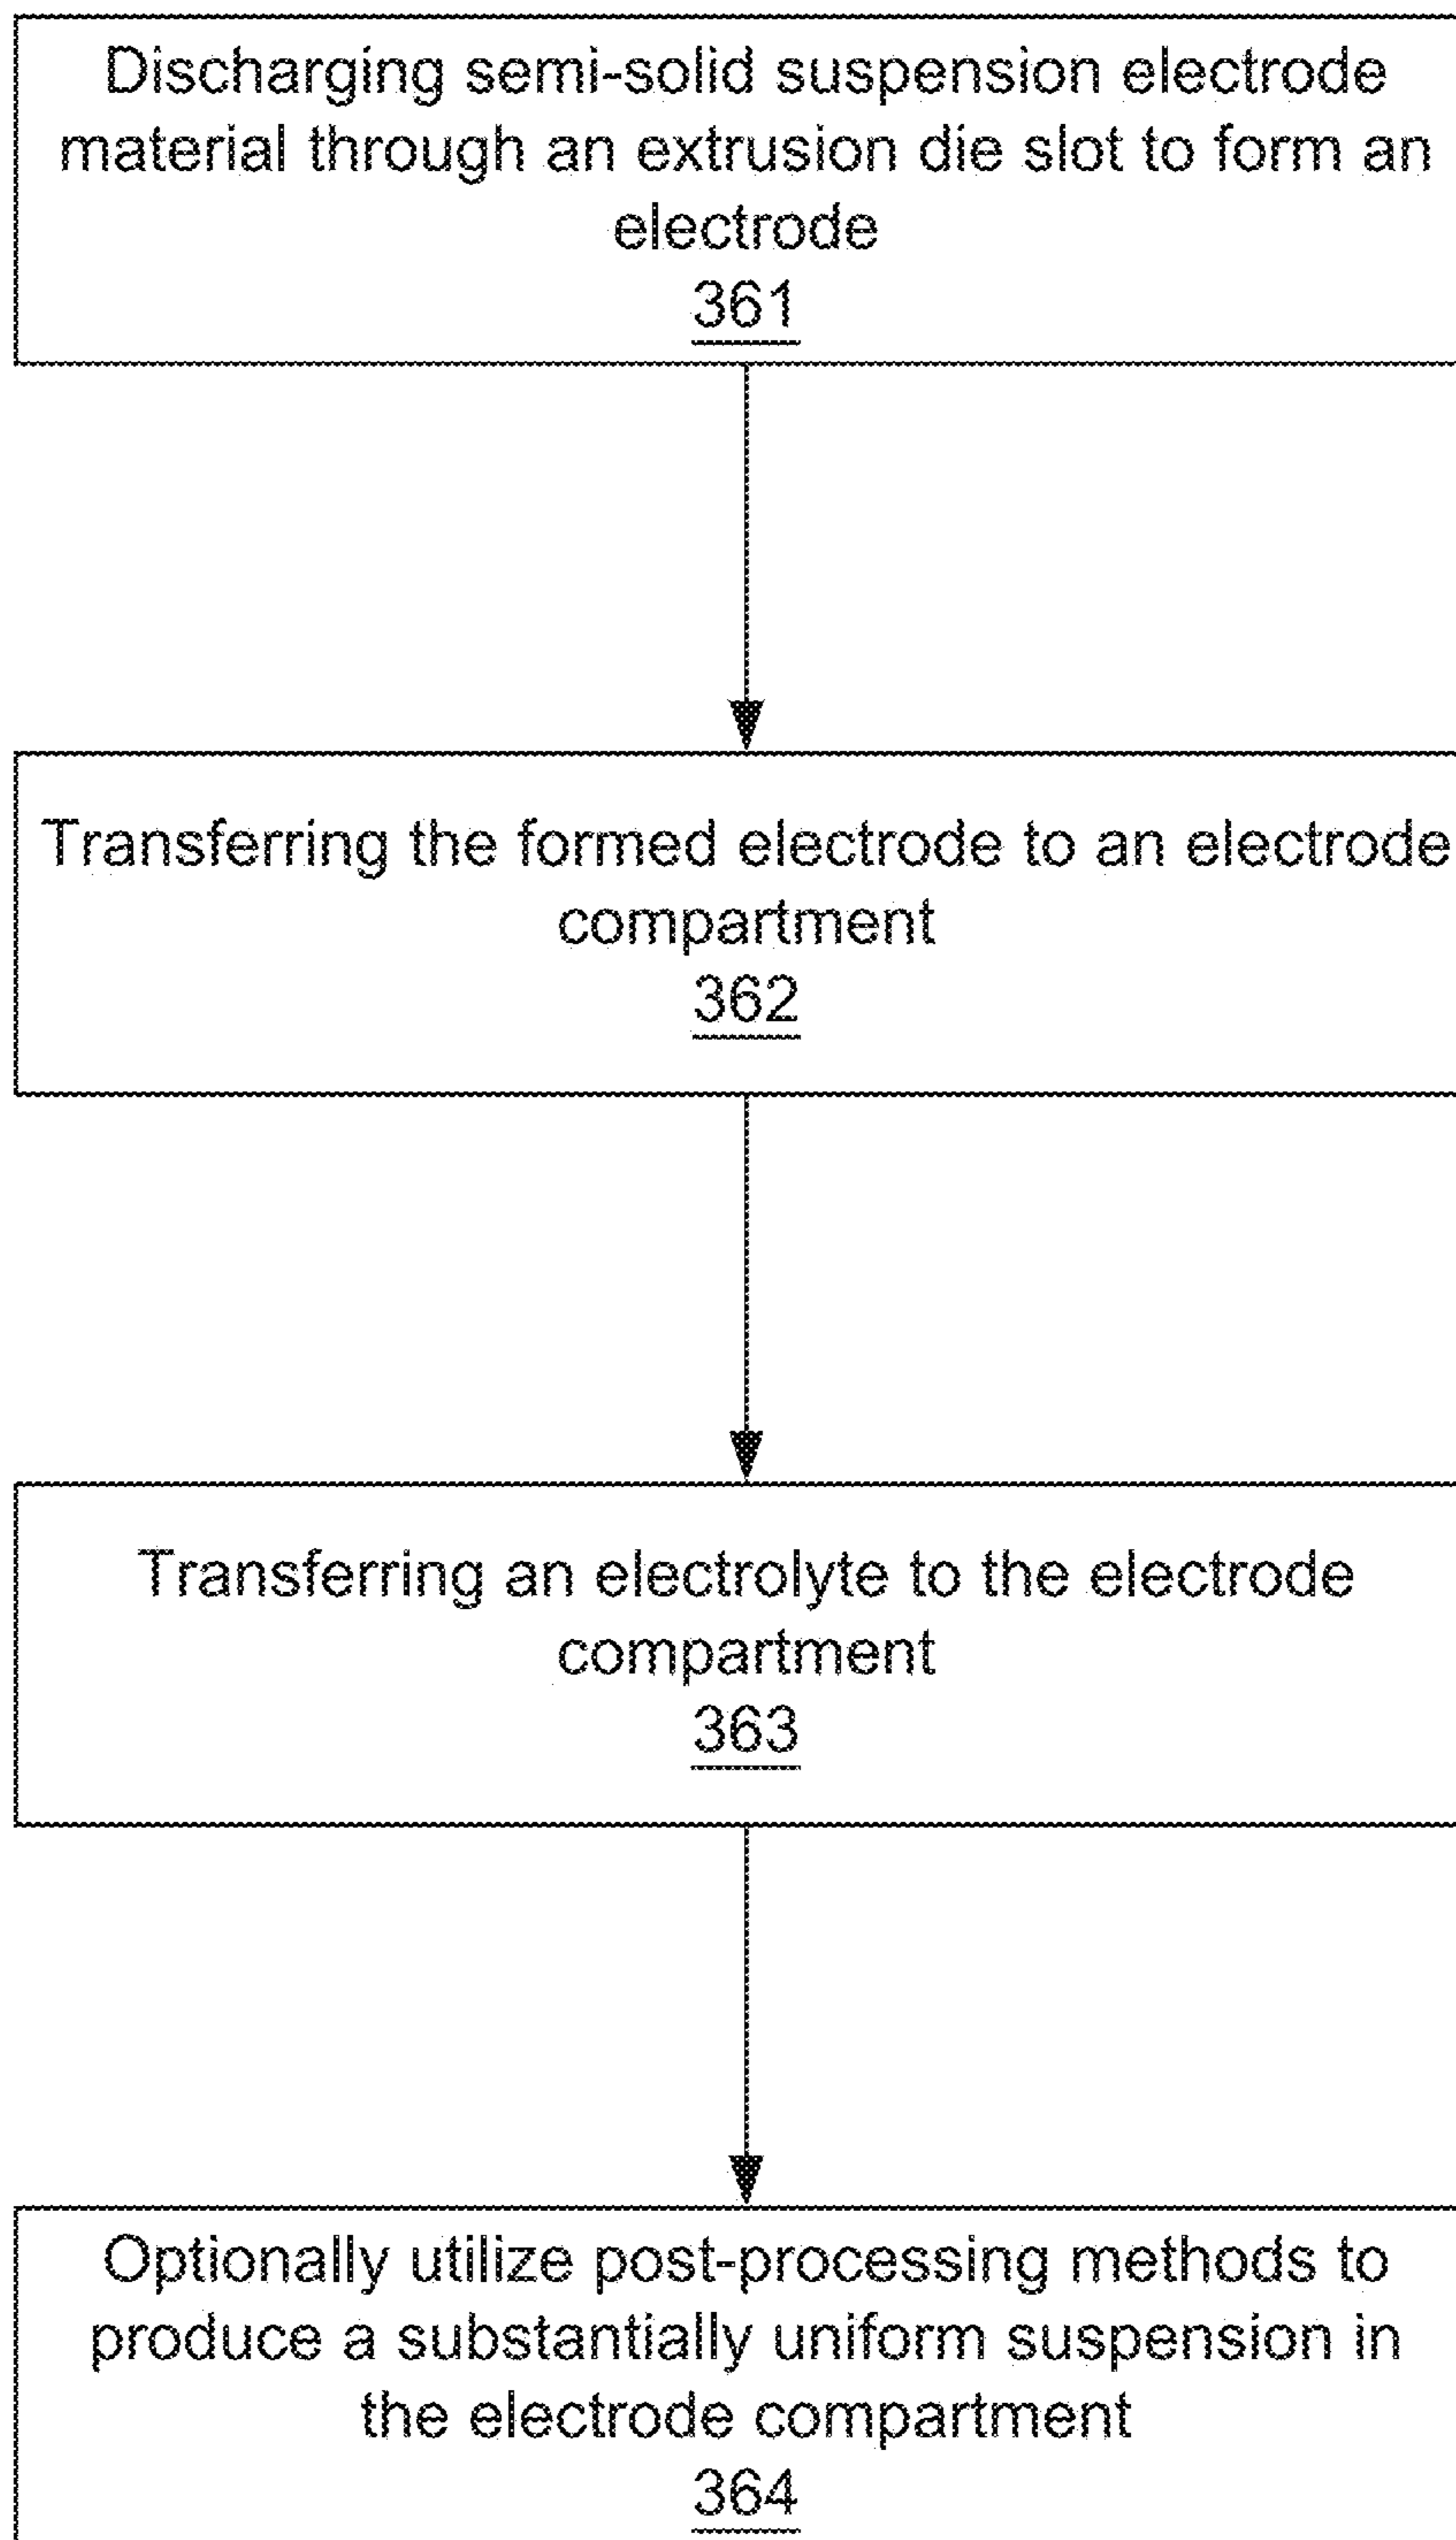 Discharging semi-solid suspension electrode
material through an extrusion die slot to form an
electrode
361
Transferring the formed electrode to an electrode
compartment
362
Transferring an electrolyte to the electrode
compartment
363
Optionally utilize post-processing methods to
produce a substantially uniform suspension in
the electrode compartment
364